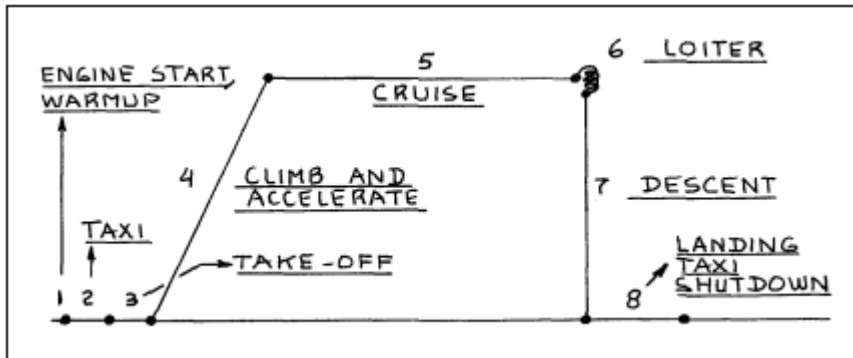 5
6 LOITER
ENGINE START,
WARMUP
CRUISE
4
CLIMB AND
ACCELERATE
7 DESCENT
TAXI
TAKE-OFF
LANDING
TAXI
SHUTDOWN
1 2 3
8